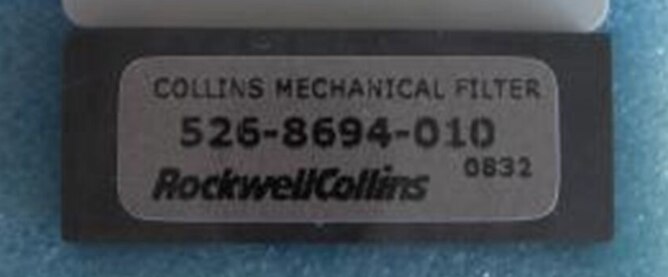 COLLINS MECHANICAL FILTER
526-8694-010
0832
RockwellCollins